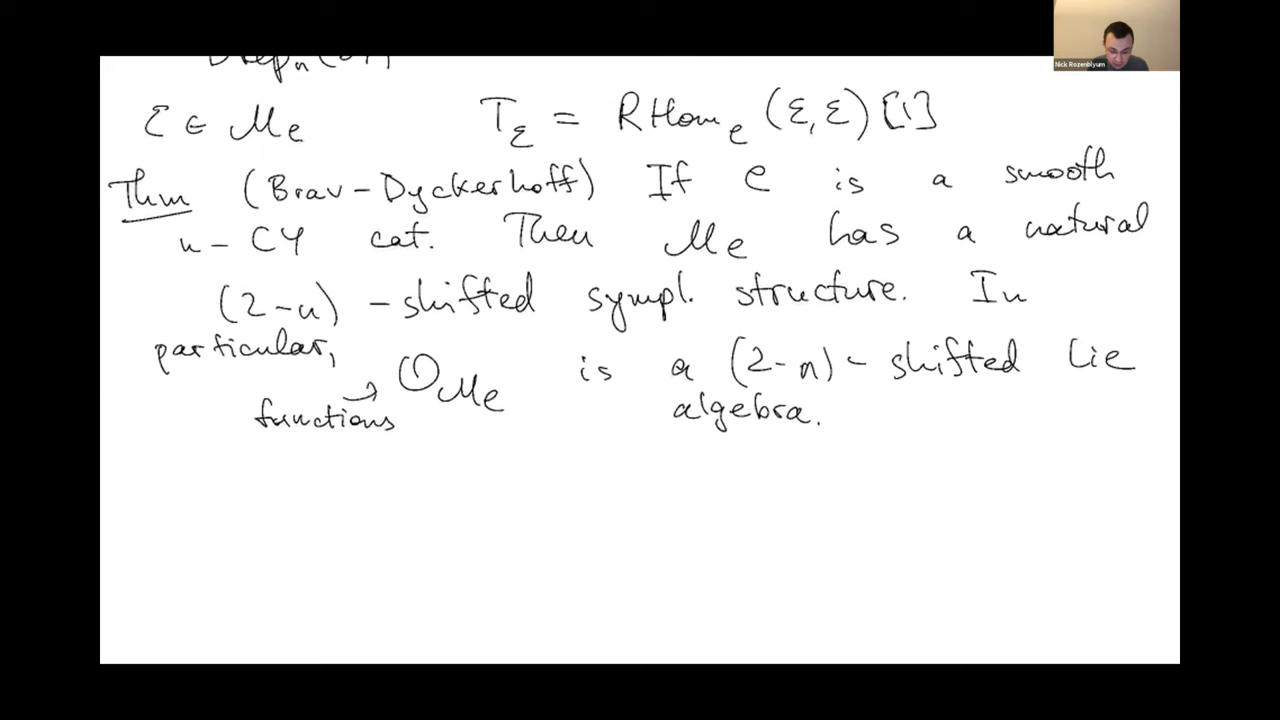 Nick Rozenblyum
ℰ ∈ ℳ_𝒞   T_ℰ = RHom_𝒞 (ℰ, ℰ) [1]
Thm (Brav-Dyckerhoff) If 𝒞 is a smooth
n-CY cat. Then ℳ_𝒞 has a natural
(2-n)-shifted sympl. structure. In
particular, 𝒪_ℳ_𝒞 is a (2-n)-shifted Lie
functions → algebra.